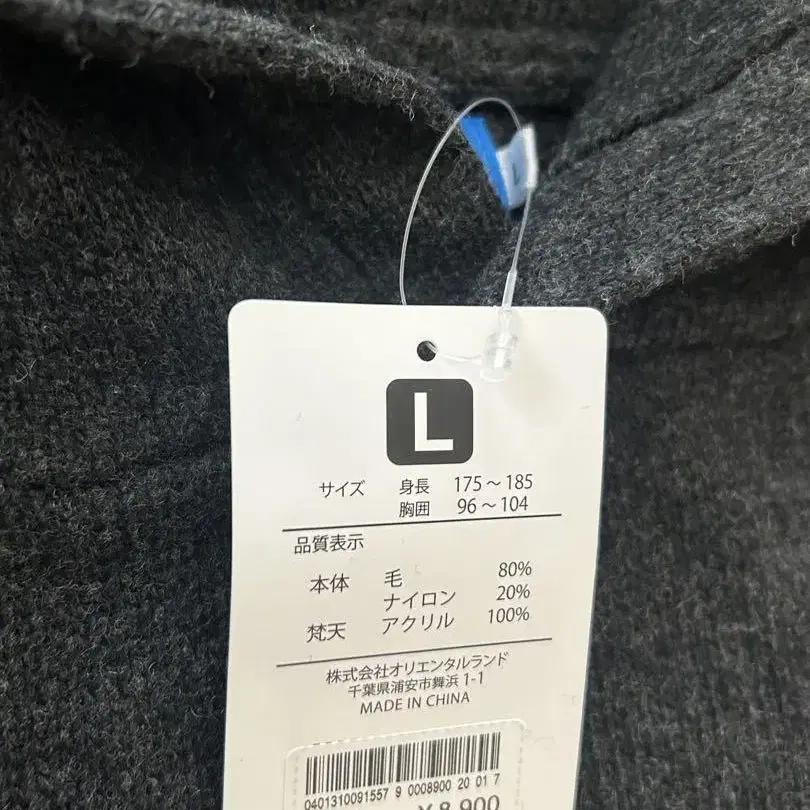 L
サイズ 身長 175～185
胸囲 96～104
品質表示
本体 毛 80%
ナイロン 20%
梵天 アクリル 100%
株式会社オリエンタルランド
千葉県浦安市舞浜 1-1
MADE IN CHINA
0401310091557 9 0008900 20 01 7
¥8,900